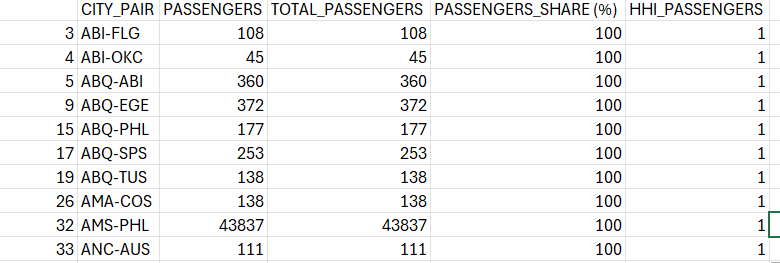 CITY_PAIR PASSENGERS TOTAL_PASSENGERS PASSENGERS_SHARE (%) HHI_PASSENGERS
3 ABI-FLG 108 108 100 1
4 ABI-OKC 45 45 100 1
5 ABQ-ABI 360 360 100 1
9 ABQ-EGE 372 372 100 1
15 ABQ-PHL 177 177 100 1
17 ABQ-SPS 253 253 100 1
19 ABQ-TUS 138 138 100 1
26 AMA-COS 138 138 100 1
32 AMS-PHL 43837 43837 100 1
33 ANC-AUS 111 111 100 1